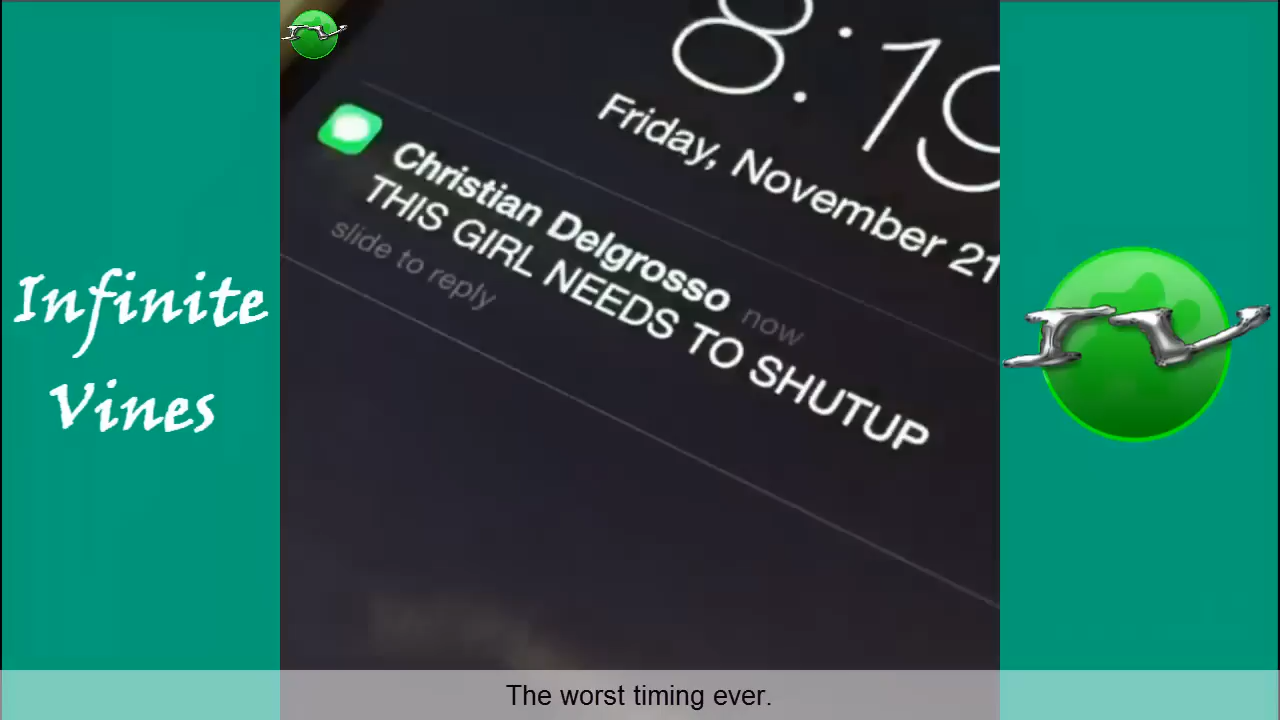 8:19
Friday, November 21
Christian Delgrosso now
THIS GIRL NEEDS TO SHUTUP
slide to reply
Infinite
Vines
IV
The worst timing ever.